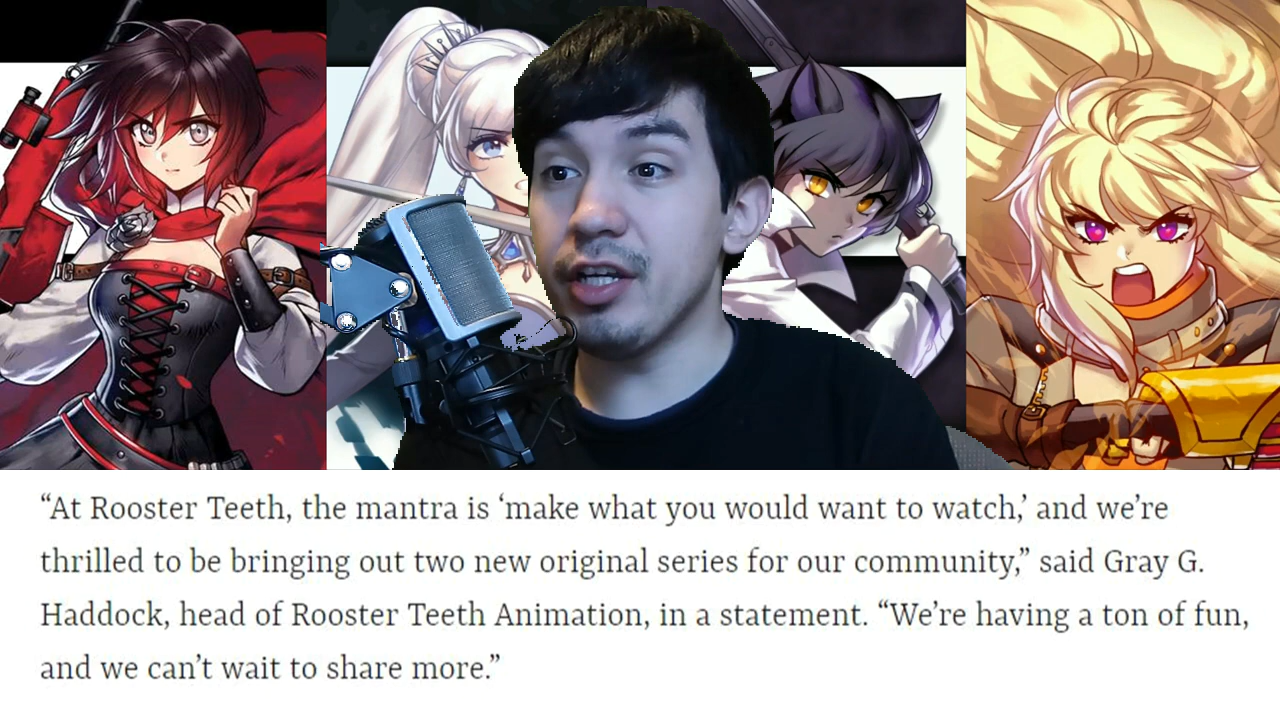 “At Rooster Teeth, the mantra is ‘make what you would want to watch,’ and we’re
thrilled to be bringing out two new original series for our community,” said Gray G.
Haddock, head of Rooster Teeth Animation, in a statement. “We’re having a ton of fun,
and we can’t wait to share more.”